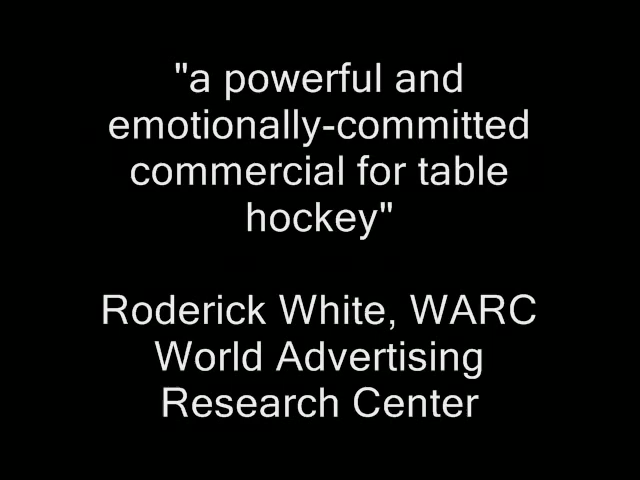 "a powerful and
emotionally-committed
commercial for table
hockey"
Roderick White, WARC
World Advertising
Research Center